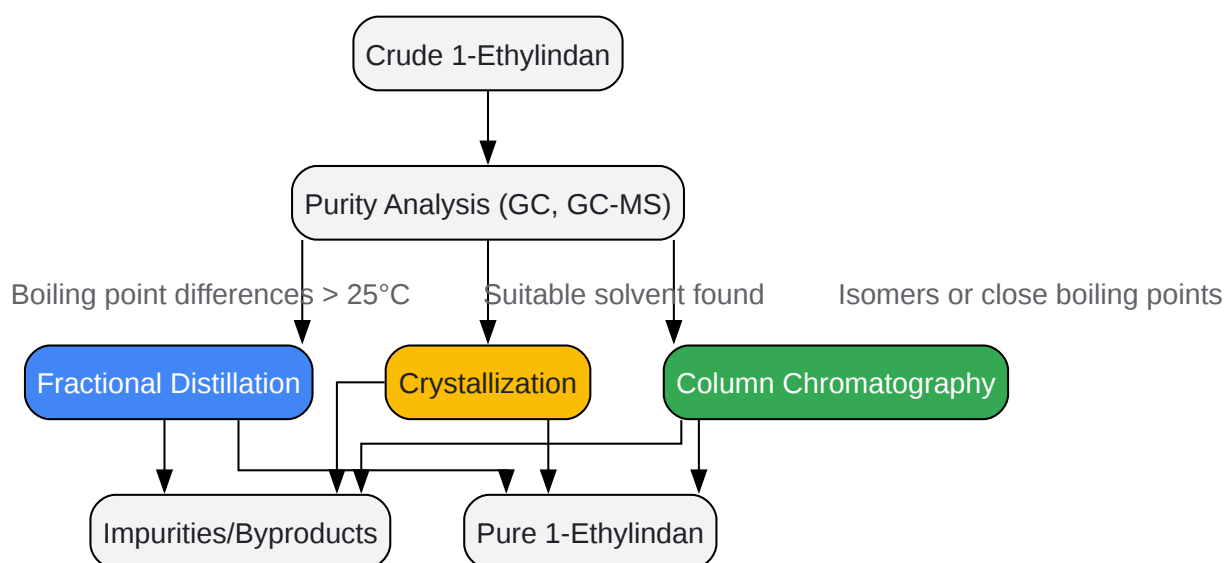 Crude 1-Ethylindan
Purity Analysis (GC, GC-MS)
Boiling point differences > 25°C
Suitable solvent found
Isomers or close boiling points
Fractional Distillation
Crystallization
Column Chromatography
Impurities/Byproducts
Pure 1-Ethylindan